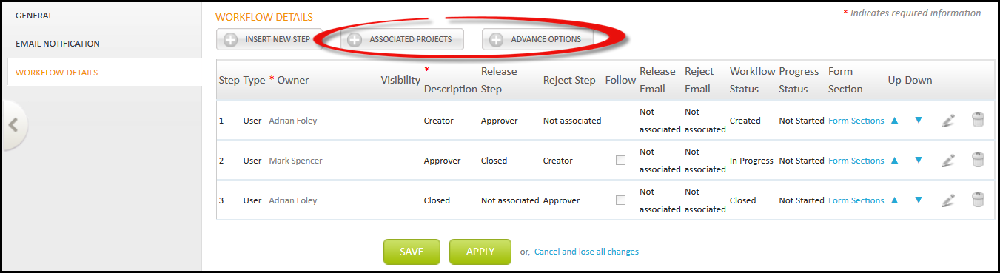 GENERAL
EMAIL NOTIFICATION
WORKFLOW DETAILS
WORKFLOW DETAILS
* Indicates required information
INSERT NEW STEP
ASSOCIATED PROJECTS
ADVANCE OPTIONS
Step Type * Owner Visibility * Description Release Step Reject Step Follow Release Email Reject Email Workflow Status Progress Status Form Section Up Down
1 User Adrian Foley Creator Approver Not associated Not associated Not associated Created Not Started Form Sections
2 User Mark Spencer Approver Closed Creator Not associated Not associated In Progress Not Started Form Sections
3 User Adrian Foley Closed Not associated Approver Not associated Not associated Closed Not Started Form Sections
SAVE APPLY or, Cancel and lose all changes